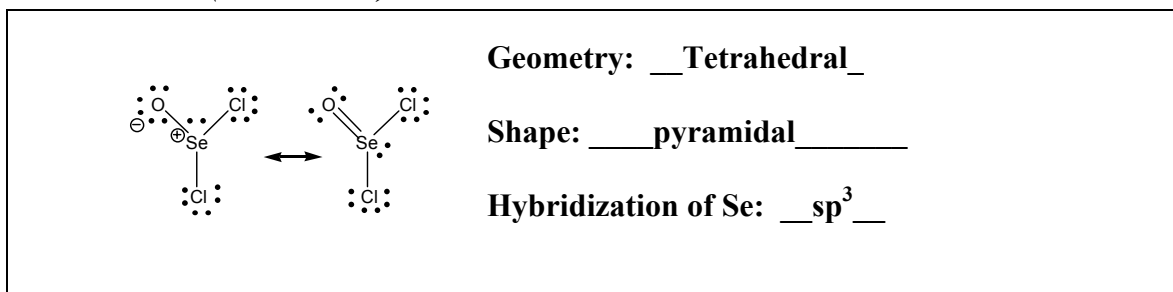 Geometry: __Tetrahedral_
O Cl O Cl
Shape: ____pyramidal_______
⊖ ⊕ Se Se
Cl Cl
Hybridization of Se: __sp³__